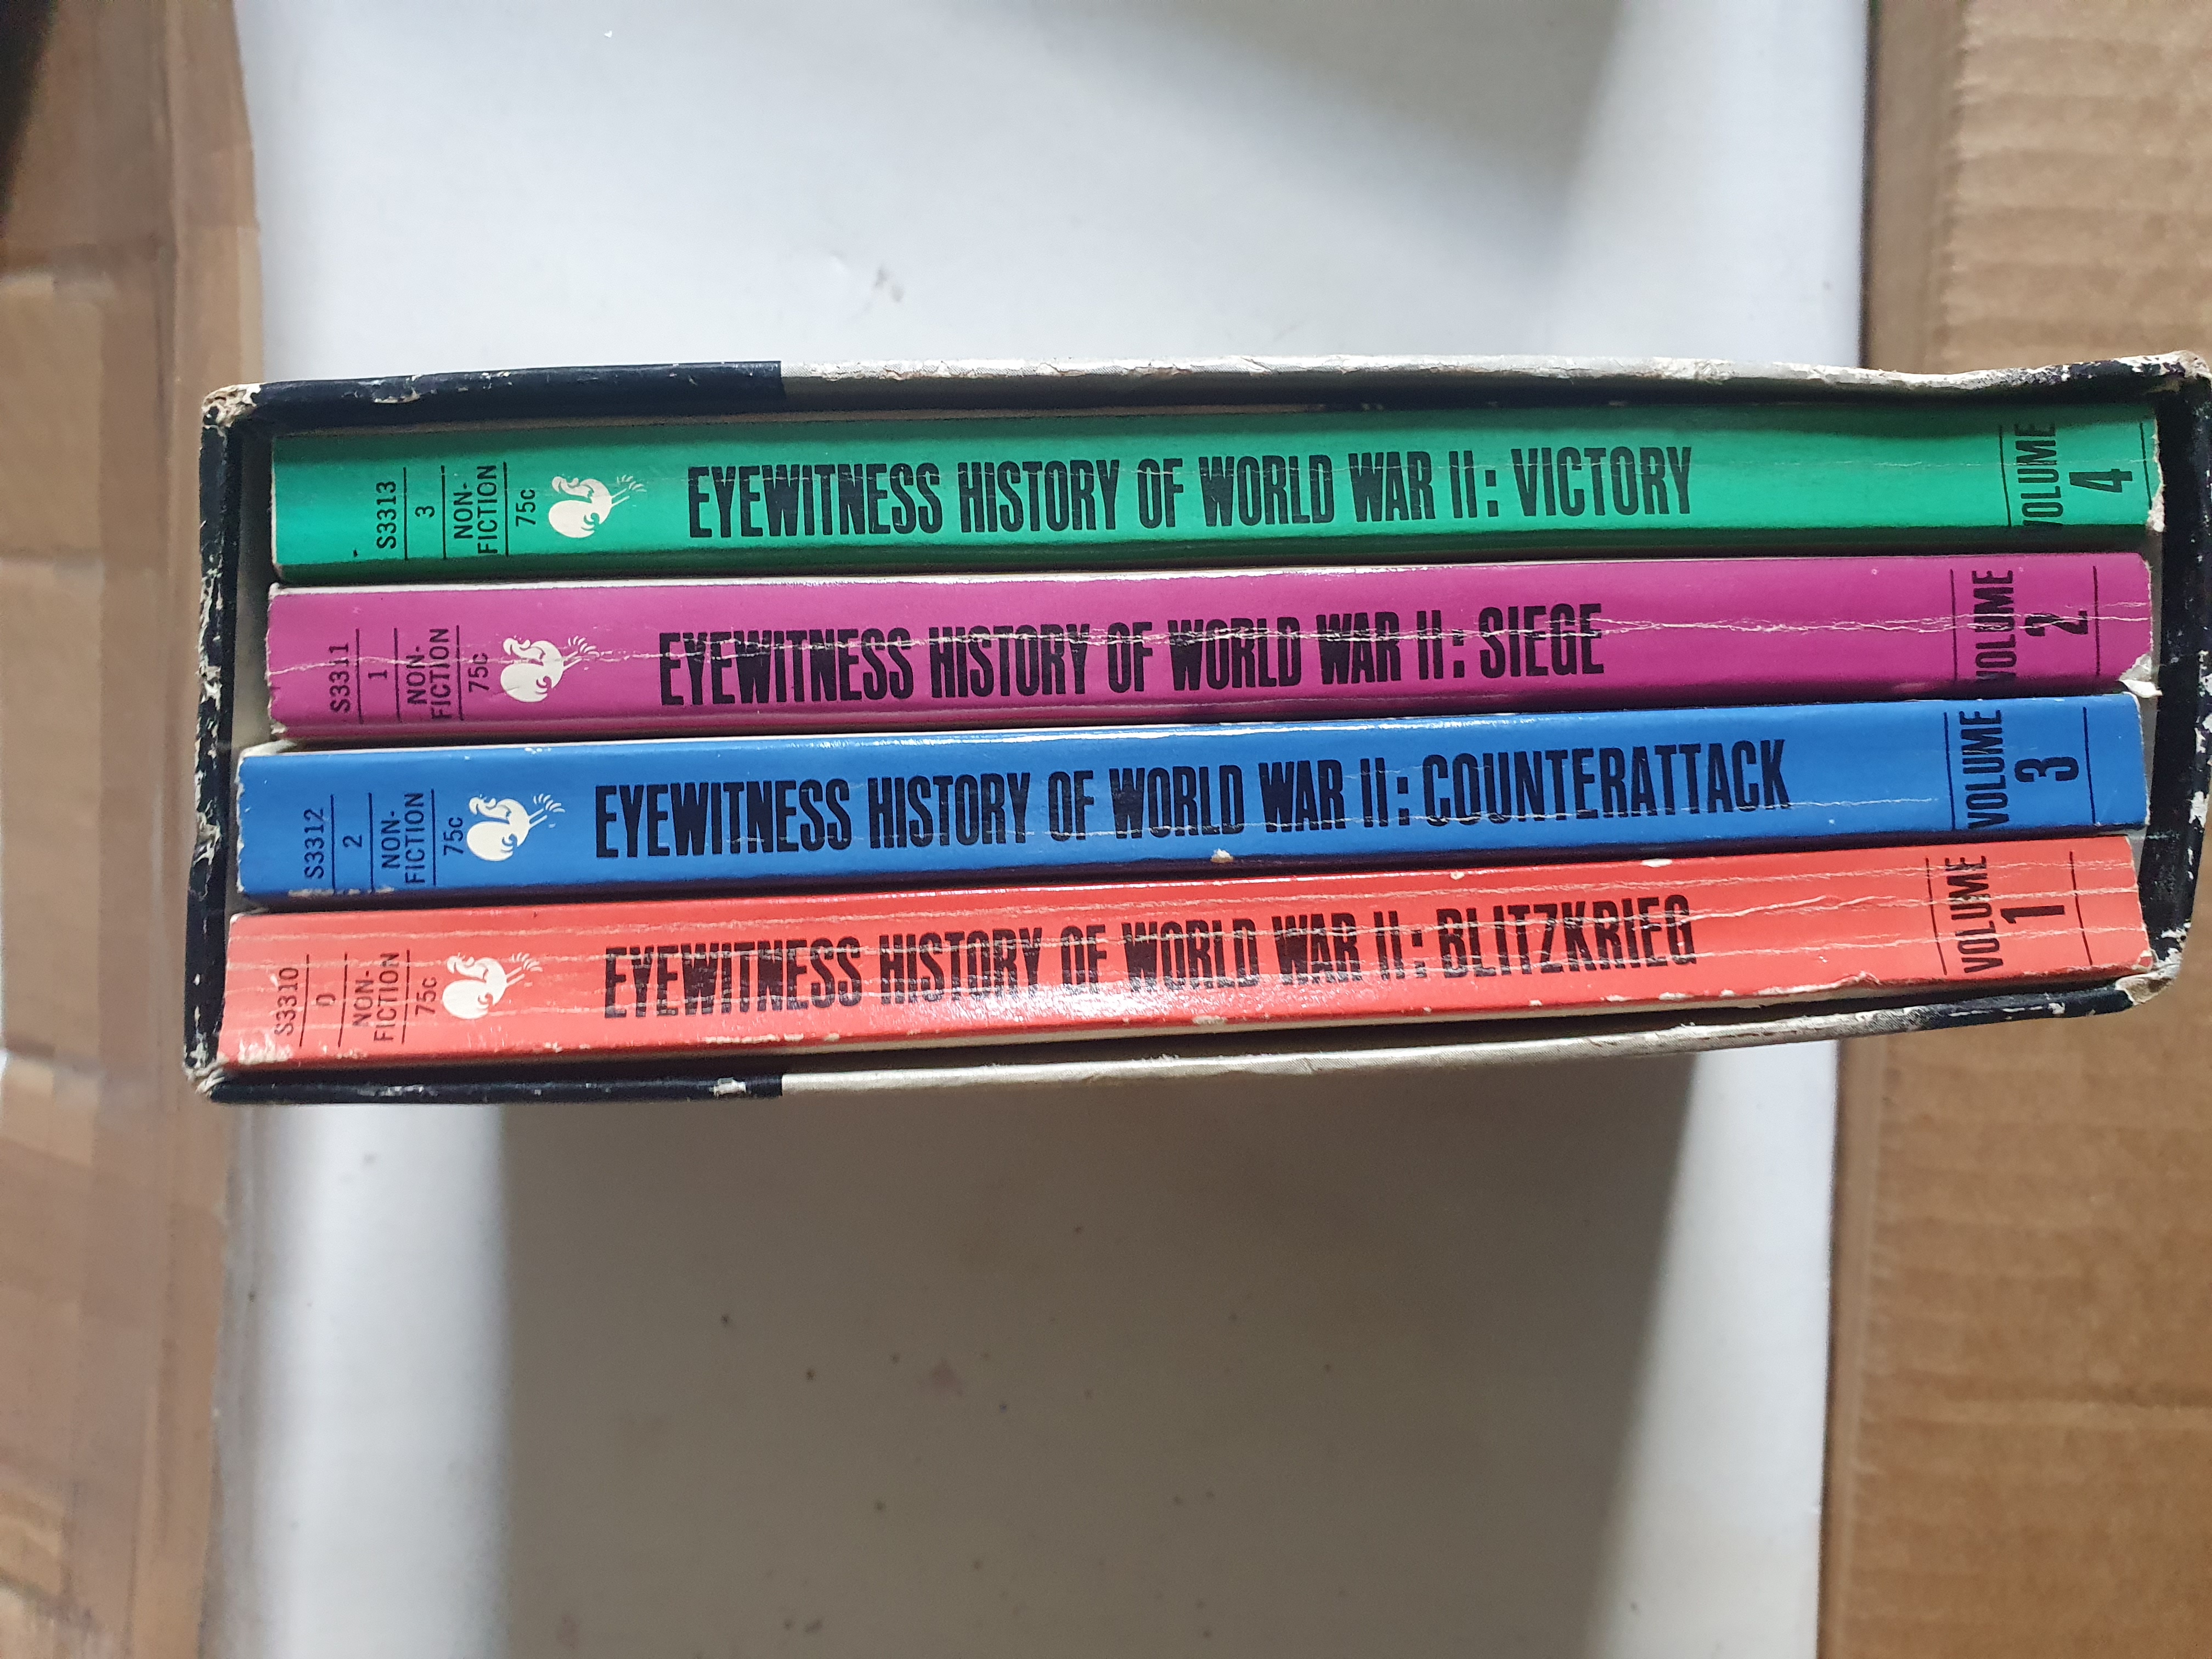 S3313
3
NON-
FICTION
75c
EYEWITNESS HISTORY OF WORLD WAR II: VICTORY
VOLUME
4
S3311
1
NON-
FICTION
75c
EYEWITNESS HISTORY OF WORLD WAR II: SIEGE
VOLUME
2
S3312
2
NON-
FICTION
75c
EYEWITNESS HISTORY OF WORLD WAR II: COUNTERATTACK
VOLUME
3
S3310
0
NON-
FICTION
75c
EYEWITNESS HISTORY OF WORLD WAR II: BLITZKRIEG
VOLUME
1